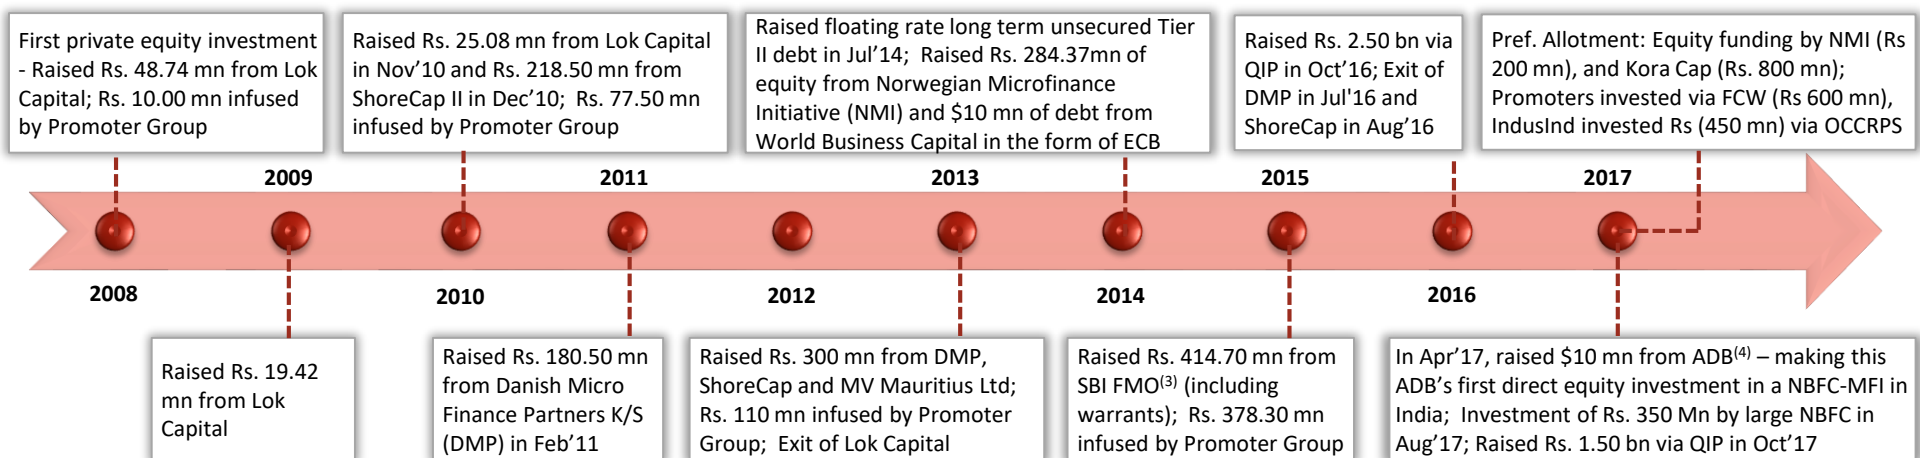 First private equity investment
- Raised Rs. 48.74 mn from Lok
Capital; Rs. 10.00 mn infused
by Promoter Group
Raised Rs. 25.08 mn from Lok Capital
in Nov’10 and Rs. 218.50 mn from
ShoreCap II in Dec’10; Rs. 77.50 mn
infused by Promoter Group
Raised floating rate long term unsecured Tier
II debt in Jul’14; Raised Rs. 284.37mn of
equity from Norwegian Microfinance
Initiative (NMI) and $10 mn of debt from
World Business Capital in the form of ECB
Raised Rs. 2.50 bn via
QIP in Oct’16; Exit of
DMP in Jul'16 and
ShoreCap in Aug’16
Pref. Allotment: Equity funding by NMI (Rs
200 mn), and Kora Cap (Rs. 800 mn);
Promoters invested via FCW (Rs 600 mn),
IndusInd invested Rs (450 mn) via OCCRPS
2009
2011
2013
2015
2017
2008
2010
2012
2014
2016
Raised Rs. 19.42
mn from Lok
Capital
Raised Rs. 180.50 mn
from Danish Micro
Finance Partners K/S
(DMP) in Feb’11
Raised Rs. 300 mn from DMP,
ShoreCap and MV Mauritius Ltd;
Rs. 110 mn infused by Promoter
Group; Exit of Lok Capital
Raised Rs. 414.70 mn from
SBI FMO(3) (including
warrants); Rs. 378.30 mn
infused by Promoter Group
In Apr’17, raised $10 mn from ADB(4) – making this
ADB’s first direct equity investment in a NBFC-MFI in
India; Investment of Rs. 350 Mn by large NBFC in
Aug’17; Raised Rs. 1.50 bn via QIP in Oct’17